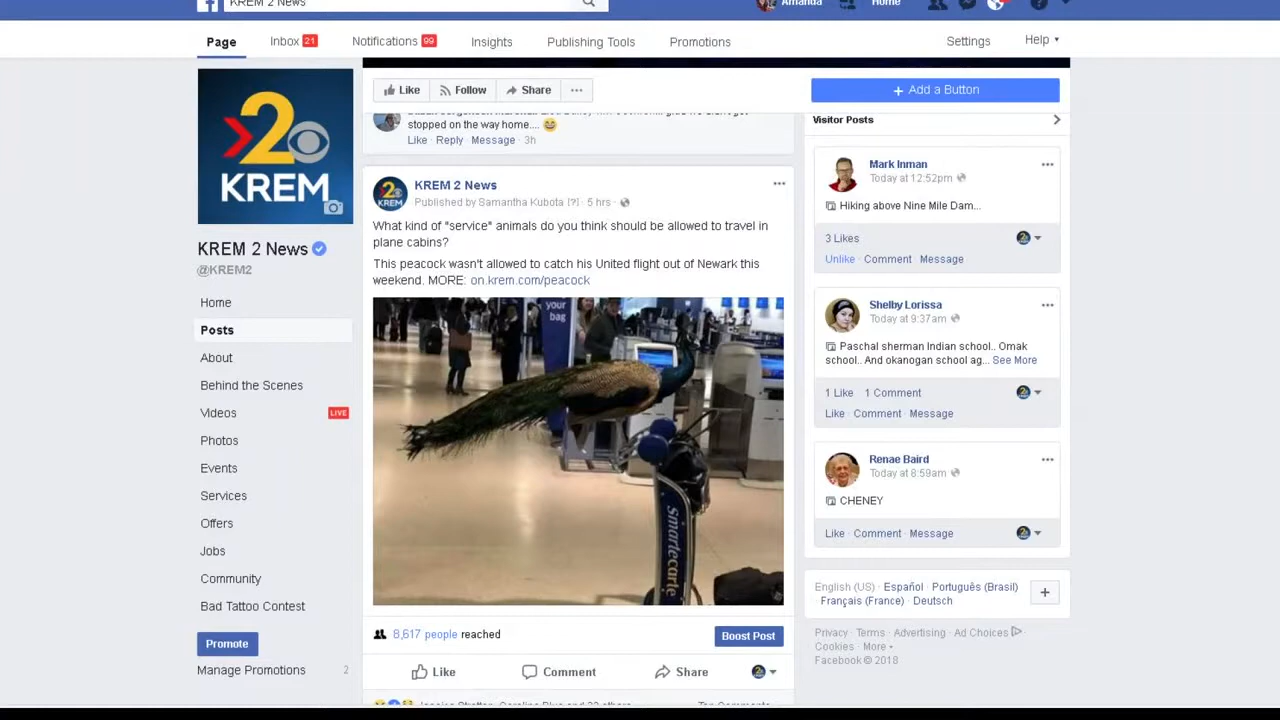 KREM 2 News
Amanda
Home
Page
Inbox 21
Notifications 99
Insights
Publishing Tools
Promotions
Settings
Help
Like
Follow
Share
+ Add a Button
2 KREM
KREM 2 News
@KREM2
Home
Posts
About
Behind the Scenes
Videos LIVE
Photos
Events
Services
Offers
Jobs
Community
Bad Tattoo Contest
Promote
Manage Promotions 2
stopped on the way home....
Like · Reply · Message · 3h
KREM 2 News
Published by Samantha Kubota [?] · 5 hrs ·
What kind of "service" animals do you think should be allowed to travel in
plane cabins?
This peacock wasn't allowed to catch his United flight out of Newark this
weekend. MORE: on.krem.com/peacock
your
bag
Smartecarte
8,617 people reached
Boost Post
Like
Comment
Share
Visitor Posts
Mark Inman
Today at 12:52pm
Hiking above Nine Mile Dam...
3 Likes
Unlike · Comment · Message
Shelby Lorissa
Today at 9:37am
Paschal sherman Indian school.. Omak
school.. And okanogan school ag... See More
1 Like 1 Comment
Like · Comment · Message
Renae Baird
Today at 8:59am
CHENEY
Like · Comment · Message
English (US) · Español · Português (Brasil)
· Français (France) · Deutsch
Privacy · Terms · Advertising · Ad Choices ·
Cookies · More
Facebook © 2018